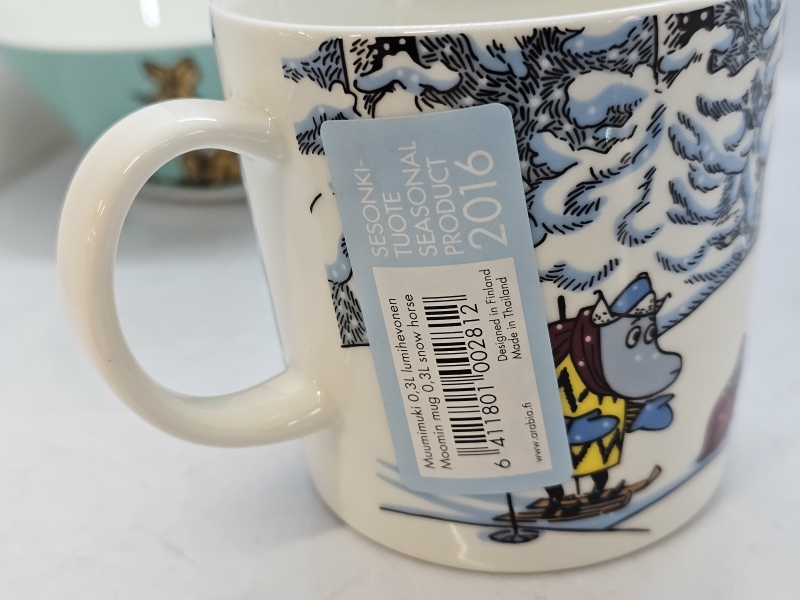 SESONKI-
TUOTE
SEASONAL
PRODUCT
2016
Muumimuki 0,3L lumihevonen
Moomin mug 0,3L snow horse
6 411801 002812
Designed in Finland
Made in Thailand
www.arabia.fi